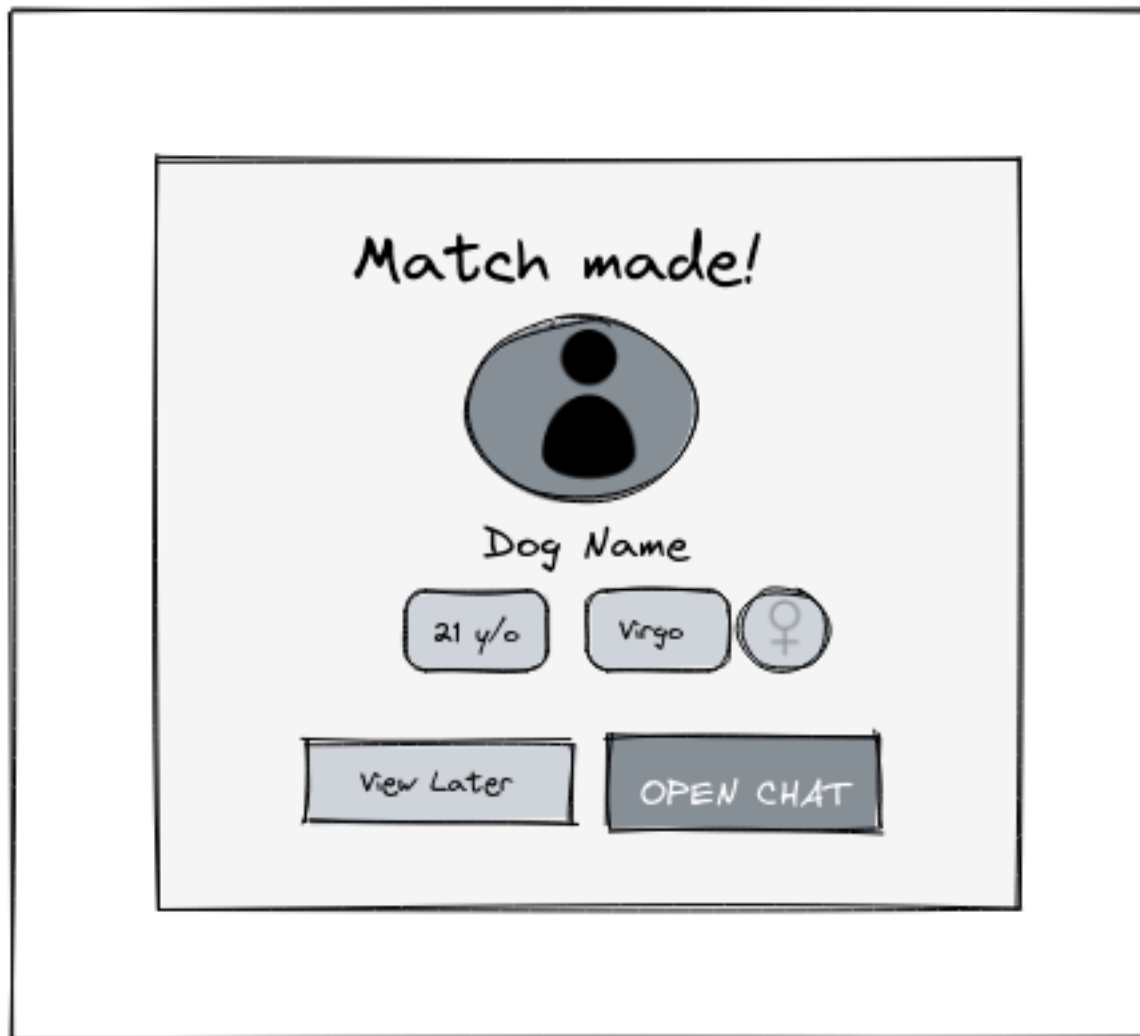 Match made!
Dog Name
21 y/o
Virgo
♀
View Later
OPEN CHAT